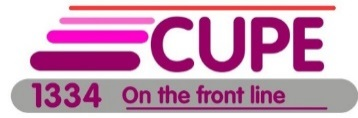 CUPE
1334 On the front line